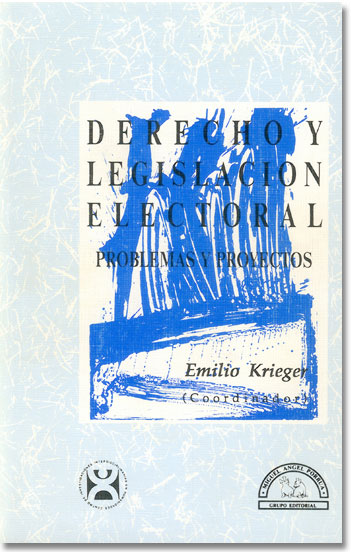 DERECHO Y
LEGISLACION
ELECTORAL
PROBLEMAS Y PROYECTOS
Emilio Krieger
(Coordinador)
MIGUEL ANGEL PORRUA
GRUPO EDITORIAL